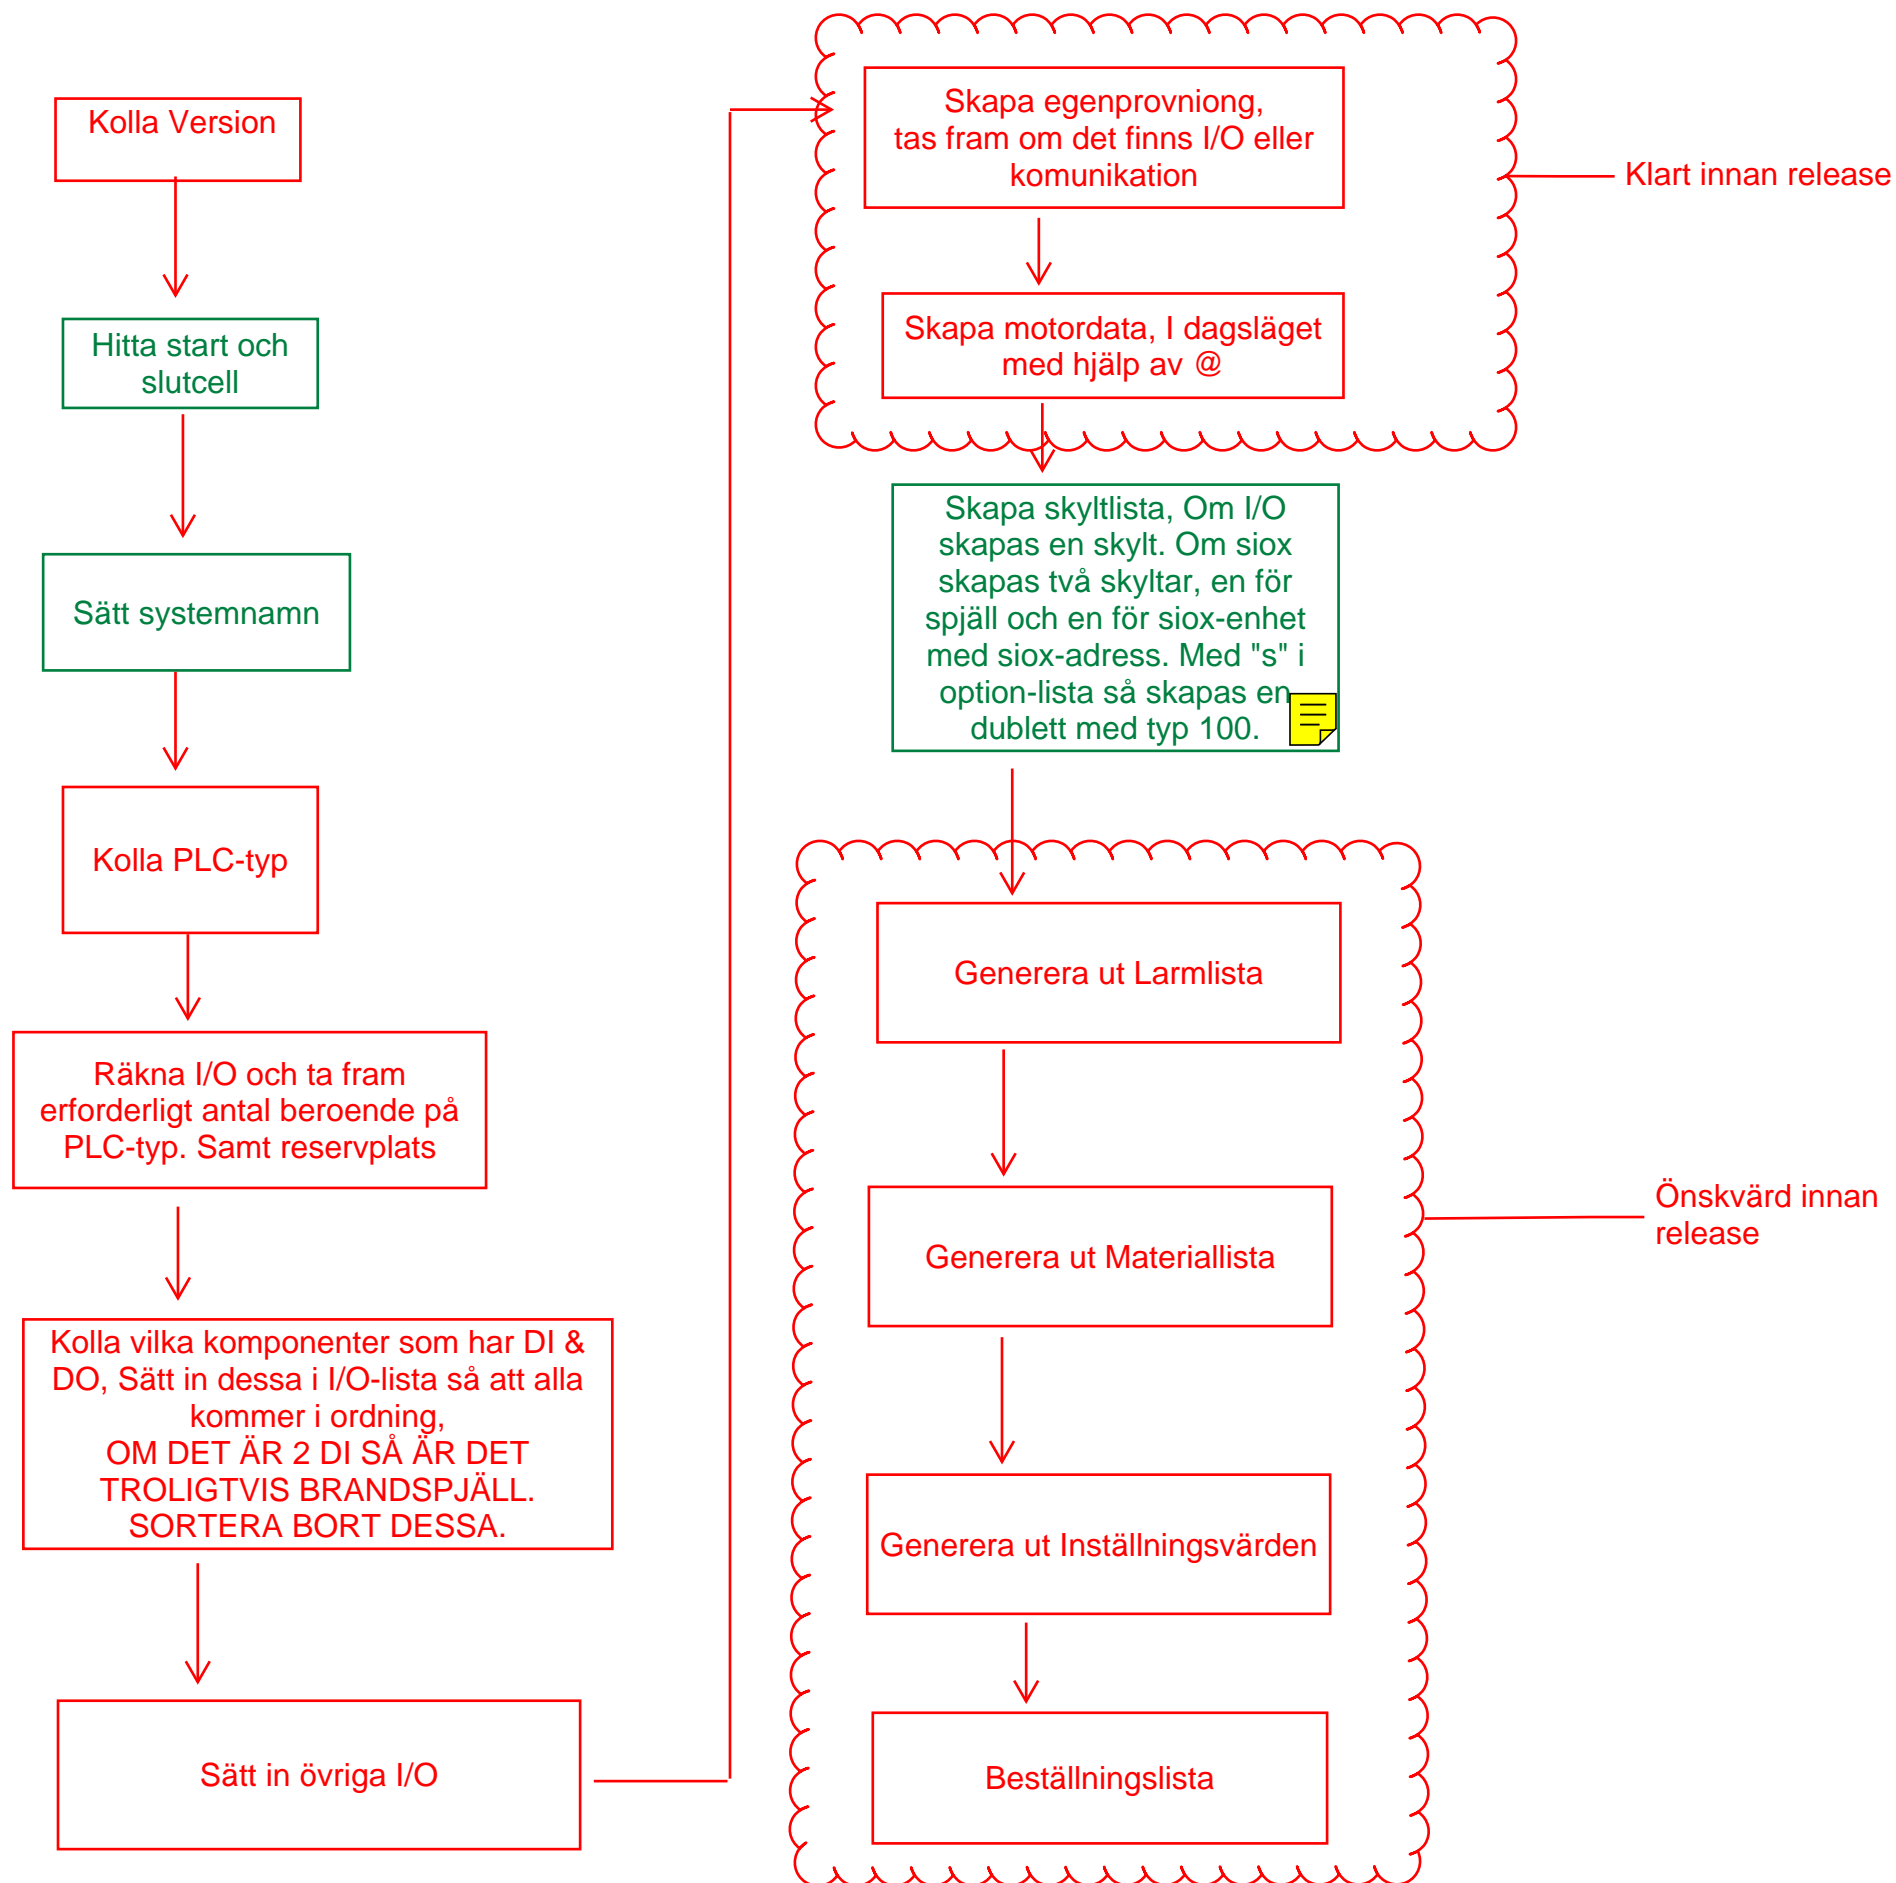 Kolla Version
Hitta start och
slutcell
Sätt systemnamn
Kolla PLC-typ
Räkna I/O och ta fram
erforderligt antal beroende på
PLC-typ. Samt reservplats
Kolla vilka komponenter som har DI &
DO, Sätt in dessa i I/O-lista så att alla
kommer i ordning,
OM DET ÄR 2 DI SÅ ÄR DET
TROLIGTVIS BRANDSPJÄLL.
SORTERA BORT DESSA.
Sätt in övriga I/O
Skapa egenprovniong,
tas fram om det finns I/O eller
komunikation
Klart innan release
Skapa motordata, I dagsläget
med hjälp av @
Skapa skyltlista, Om I/O
skapas en skylt. Om siox
skapas två skyltar, en för
spjäll och en för siox-enhet
med siox-adress. Med "s" i
option-lista så skapas en
dublett med typ 100.
Generera ut Larmlista
Generera ut Materiallista
Önskvärd innan
release
Generera ut Inställningsvärden
Beställningslista